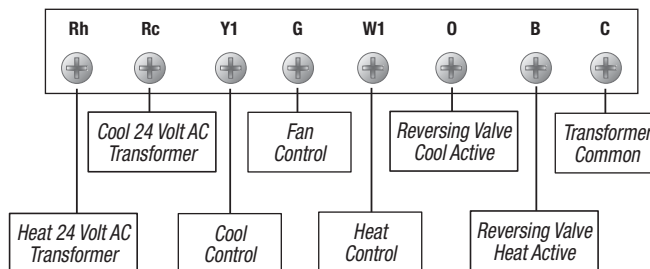 Rh Rc Y1 G W1 O B C
Cool 24 Volt AC
Transformer
Fan
Control
Reversing Valve
Cool Active
Transformer
Common
Heat 24 Volt AC
Transformer
Cool
Control
Heat
Control
Reversing Valve
Heat Active